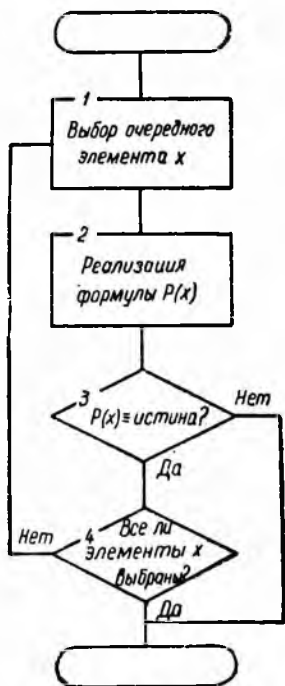 1
Выбор очередного
элемента x
2
Реализация
формулы P(x)
3
P(x)≡истина?
Нет
Да
Нет
4
Все ли
элементы x
выбраны?
Да